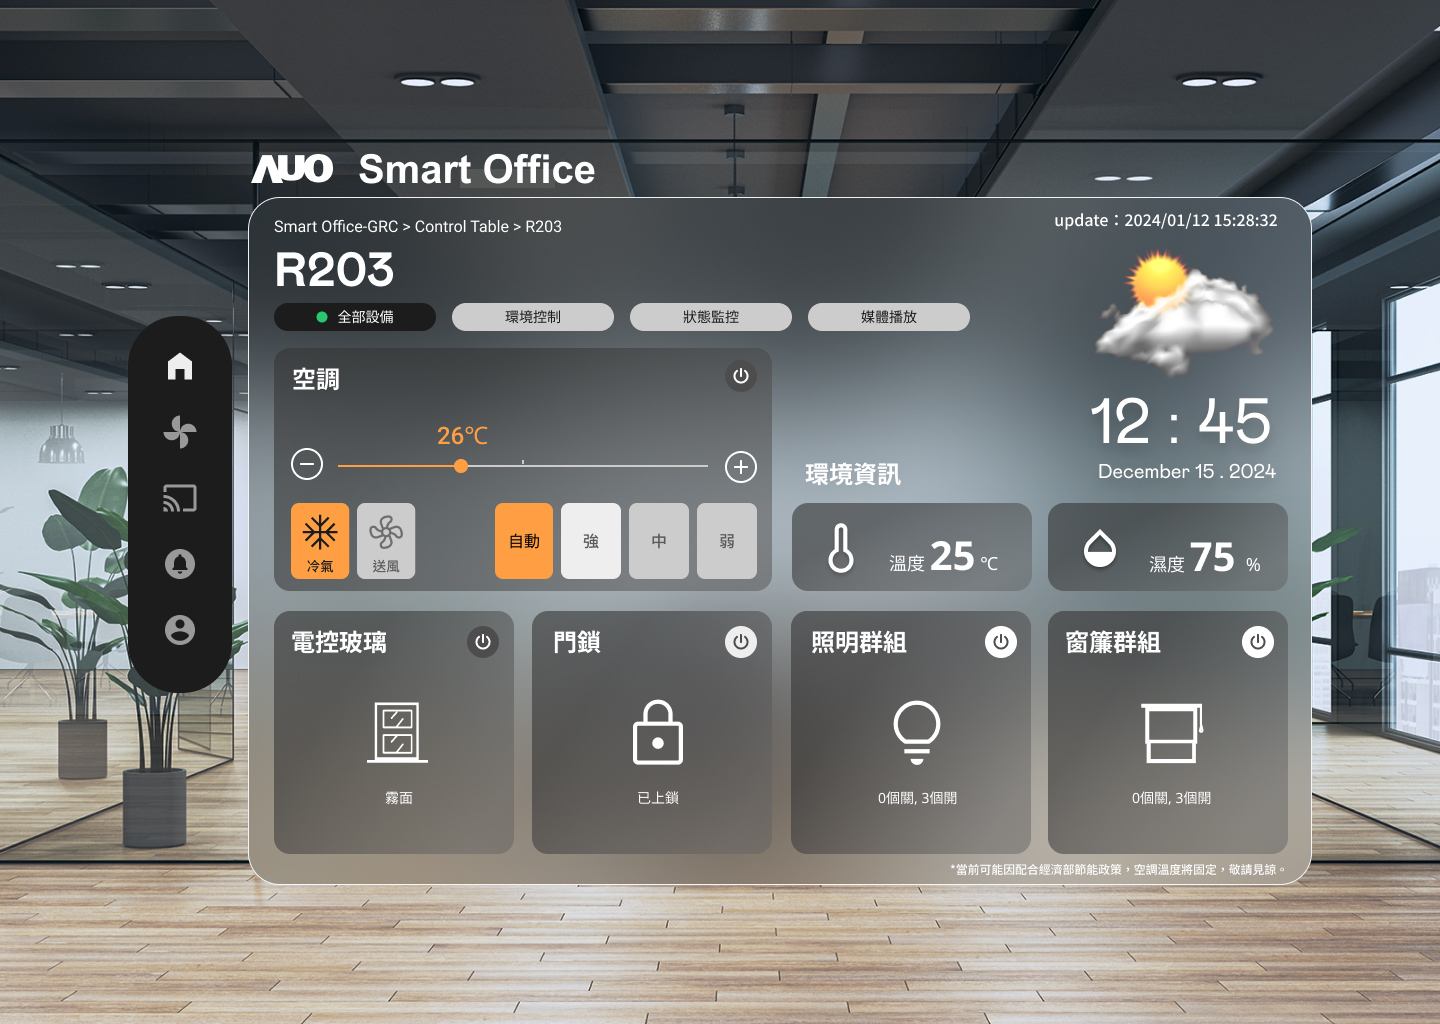 AUO Smart Office
Smart Office-GRC > Control Table > R203
update：2024/01/12 15:28:32
R203
全部設備
環境控制
狀態監控
媒體播放
空調
26℃
冷氣
送風
自動
強
中
弱
12 : 45
December 15 . 2024
環境資訊
溫度 25 ℃
濕度 75 %
電控玻璃
霧面
門鎖
已上鎖
照明群組
0個關, 3個開
窗簾群組
0個關, 3個開
*當前可能因配合經濟部節能政策，空調溫度將固定，敬請見諒。